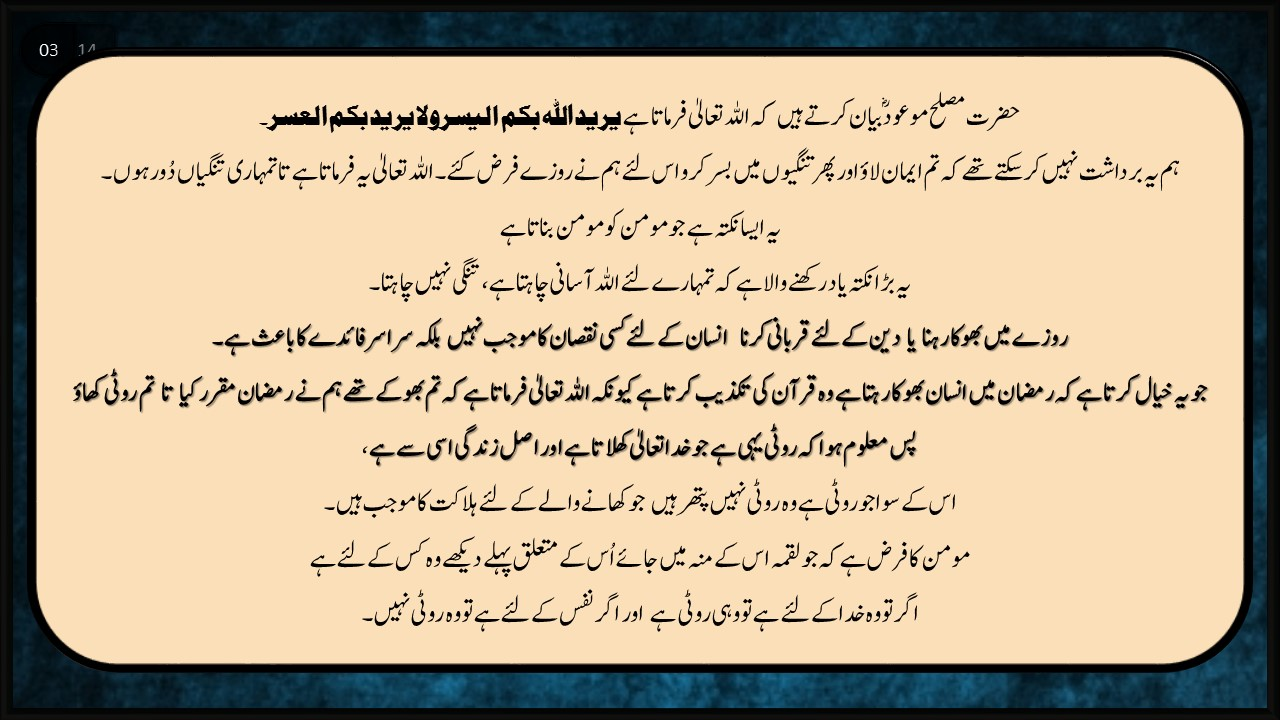 03 14
حضرت مصلح موعودؓ بیان کرتے ہیں کہ اللہ تعالیٰ فرماتا ہے یرید اللہ بکم الیسر ولا یرید بکم العسر۔
ہم یہ برداشت نہیں کر سکتے تھے کہ تم ایمان لاؤ اور پھر تنگیوں میں بسر کرو اس لئے ہم نے روزے فرض کئے۔ اللہ تعالیٰ یہ فرماتا ہے تا تمہاری تنگیاں دُور ہوں۔
یہ ایسا نکتہ ہے جو مومن کو مومن بناتا ہے
یہ بڑا نکتہ یاد رکھنے والا ہے کہ تمہارے لئے اللہ آسانی چاہتا ہے، تنگی نہیں چاہتا۔
روزے میں بھوکا رہنا یا دین کے لئے قربانی کرنا انسان کے لئے کسی نقصان کا موجب نہیں بلکہ سراسر فائدے کا باعث ہے۔
جو یہ خیال کرتا ہے کہ رمضان میں انسان بھوکا رہتا ہے وہ قرآن کی تکذیب کرتا ہے کیونکہ اللہ تعالیٰ فرماتا ہے کہ تم بھوکے تھے ہم نے رمضان مقرر کیا تا تم روٹی کھاؤ
پس معلوم ہوا کہ روٹی یہی ہے جو خدا تعالیٰ کھلاتا ہے اور اصل زندگی اسی سے ہے،
اس کے سوا جو روٹی ہے وہ روٹی نہیں پتھر ہیں جو کھانے والے کے لئے ہلاکت کا موجب ہیں۔
مومن کا فرض ہے کہ جو لقمہ اس کے منہ میں جائے اُس کے متعلق پہلے دیکھے وہ کس کے لئے ہے
اگر تو وہ خدا کے لئے ہے تو وہی روٹی ہے اور اگر نفس کے لئے ہے تو وہ روٹی نہیں۔